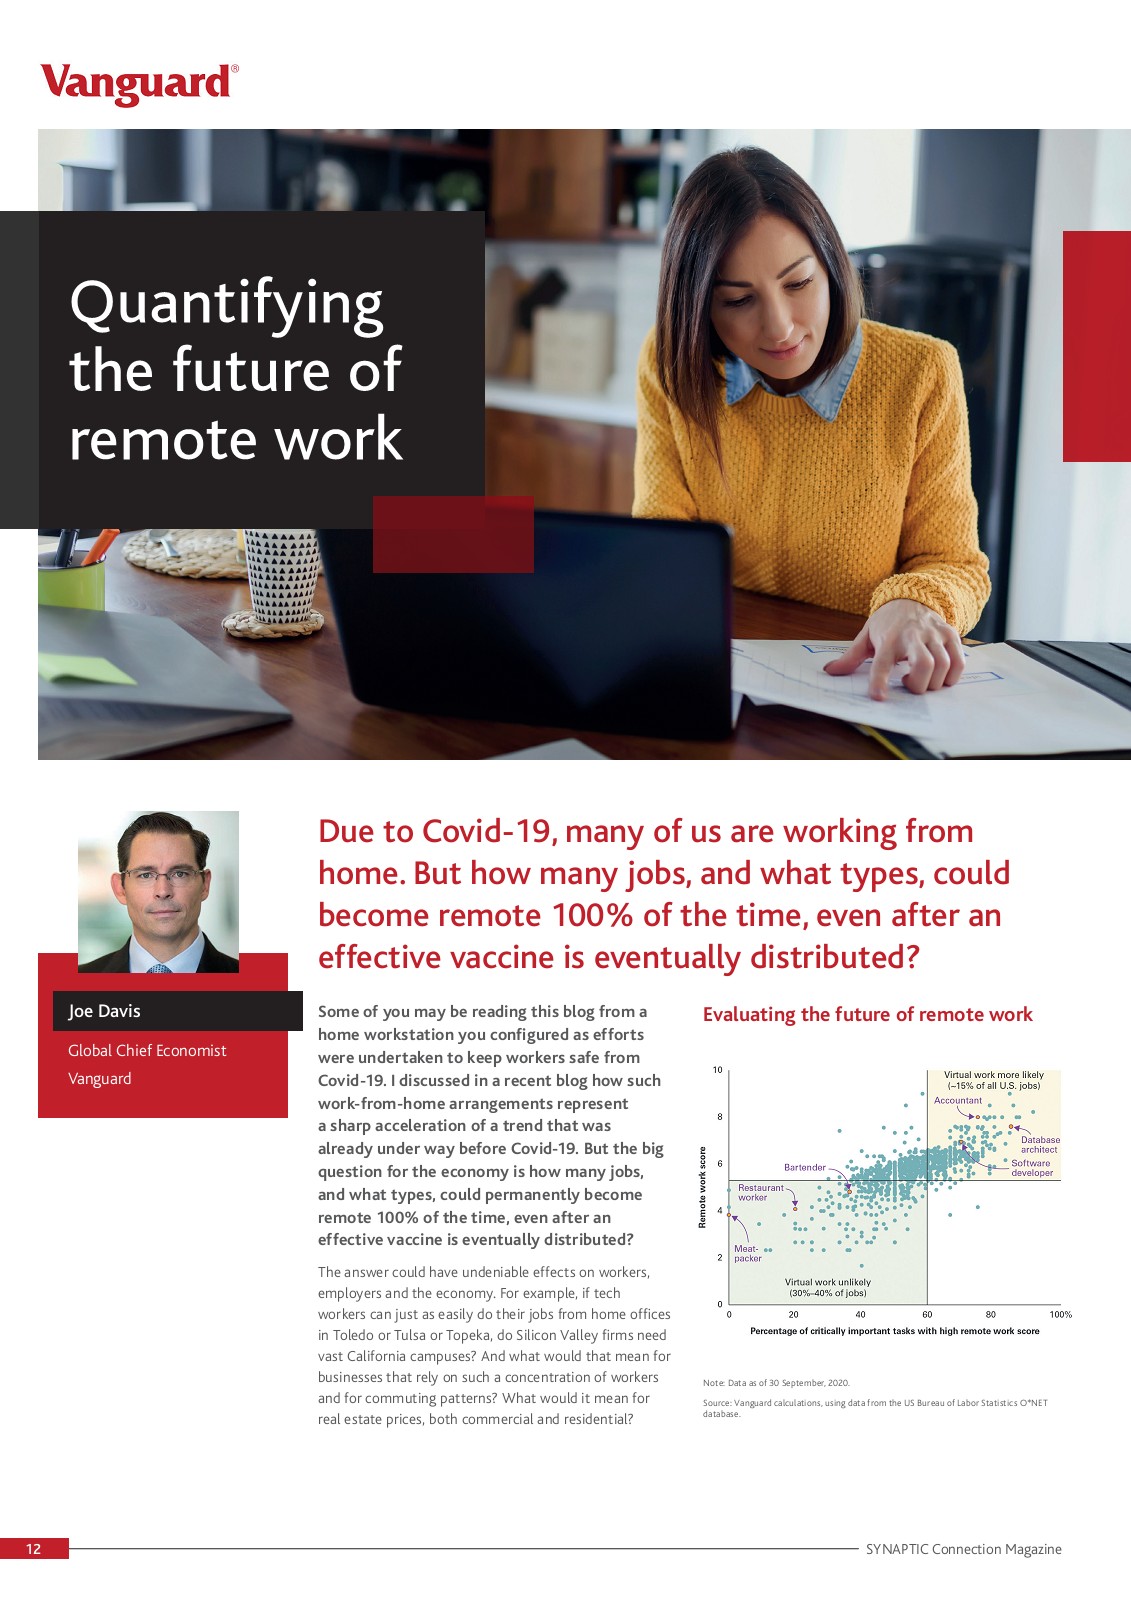 Vanguard®
Quantifying
the future of
remote work
Due to Covid-19, many of us are working from
home. But how many jobs, and what types, could
become remote 100% of the time, even after an
effective vaccine is eventually distributed?
Joe Davis
Global Chief Economist
Vanguard
Some of you may be reading this blog from a
home workstation you configured as efforts
were undertaken to keep workers safe from
Covid-19. I discussed in a recent blog how such
work-from-home arrangements represent
a sharp acceleration of a trend that was
already under way before Covid-19. But the big
question for the economy is how many jobs,
and what types, could permanently become
remote 100% of the time, even after an
effective vaccine is eventually distributed?
The answer could have undeniable effects on workers,
employers and the economy. For example, if tech
workers can just as easily do their jobs from home offices
in Toledo or Tulsa or Topeka, do Silicon Valley firms need
vast California campuses? And what would that mean for
businesses that rely on such a concentration of workers
and for commuting patterns? What would it mean for
real estate prices, both commercial and residential?
Evaluating the future of remote work
10
8
6
4
2
0
Remote work score
Virtual work more likely
(~15% of all U.S. jobs)
Accountant
Database
architect
Software
developer
Bartender
Restaurant
worker
Meat-
packer
Virtual work unlikely
(30%–40% of jobs)
0 20 40 60 80 100%
Percentage of critically important tasks with high remote work score
Note: Data as of 30 September, 2020.
Source: Vanguard calculations, using data from the US Bureau of Labor Statistics O*NET
database.
12
SYNAPTIC Connection Magazine